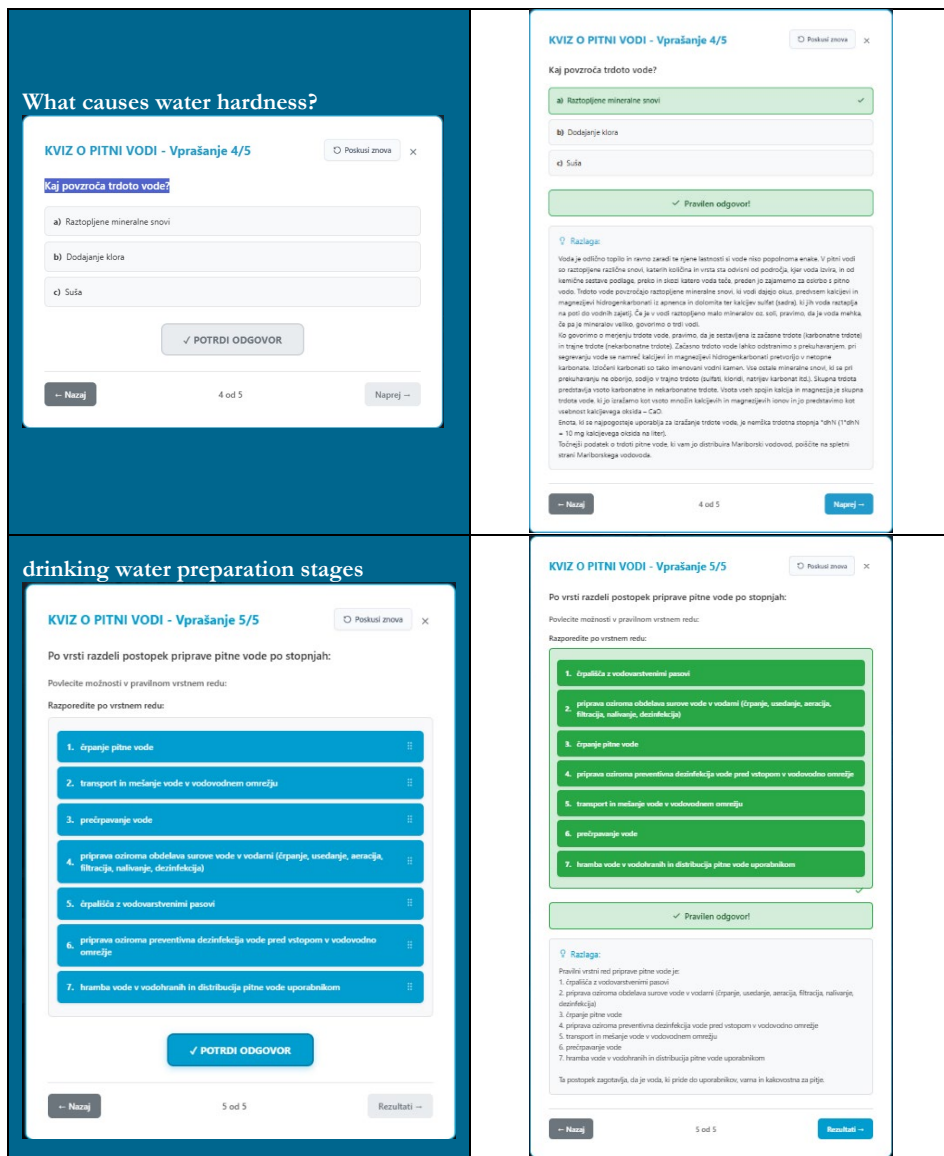 What causes water hardness?
KVIZ O PITNI VODI - Vprašanje 4/5
Poskusi znova ×
Kaj povzroča trdoto vode?
a) Raztopljene mineralne snovi
b) Dodajanje klora
c) Suša
✓ POTRDI ODGOVOR
← Nazaj
4 od 5
Naprej →
KVIZ O PITNI VODI - Vprašanje 4/5
Poskusi znova ×
Kaj povzroča trdoto vode?
a) Raztopljene mineralne snovi ✓
b) Dodajanje klora
c) Suša
✓ Pravilen odgovor!
Razlaga:
Voda je odlično topilo in ravno zaradi te njene lastnosti si vode niso popolnoma enake. V pitni vodi
so raztopljene različne snovi, katerih količina in vrsta sta odvisni od področja, kjer voda izvira, in od
kemične sestave podlage, preko in skozi katero voda teče, preden jo zajamemo za oskrbo s pitno
vodo. Trdoto vode povzročajo raztopljene mineralne snovi, ki vodi dajejo okus, predvsem kalcijevi in
magnezijevi hidrogenkarbonati iz apnenca in dolomita ter kalcijev sulfat (sadra), ki jih voda raztaplja
na poti do vodnih zajetij. Če je v vodi raztopljeno malo mineralov oz. soli, pravimo, da je voda mehka,
če pa je mineralov veliko, govorimo o trdi vodi.
Ko govorimo o merjenju trdote vode, pravimo, da je sestavljena iz začasne trdote (karbonatne trdote)
in trajne trdote (nekarbonatne trdote). Začasno trdoto vode lahko odstranimo s prekuhavanjem, pri
segrevanju vode se namreč kalcijevi in magnezijevi hidrogenkarbonati pretvorijo v netopne
karbonate. Izločeni karbonati so tako imenovani vodni kamen. Vse ostale mineralne snovi, ki se pri
prekuhavanju ne oborijo, sodijo v trajno trdoto (sulfati, kloridi, natrijev karbonat itd.). Skupna trdota
predstavlja vsoto karbonatne in nekarbonatne trdote. Vsota vseh spojin kalcija in magnezija je skupna
trdota vode, ki jo izražamo kot vsoto množin kalcijevih in magnezijevih ionov in jo predstavimo kot
vsebnost kalcijevega oksida – CaO.
Enota, ki se najpogosteje uporablja za izražanje trdote vode, je nemška trdotna stopnja °dhN (1°dhN
= 10 mg kalcijevega oksida na liter).
Točnejši podatek o trdoti pitne vode, ki vam jo distribuira Mariborski vodovod, poiščite na spletni
strani Mariborskega vodovoda.
← Nazaj
4 od 5
Naprej →
drinking water preparation stages
KVIZ O PITNI VODI - Vprašanje 5/5
Poskusi znova ×
Po vrsti razdeli postopek priprave pitne vode po stopnjah:
Povlecite možnosti v pravilnem vrstnem redu:
Razporedite po vrstnem redu:
1. črpanje pitne vode
2. transport in mešanje vode v vodovodnem omrežju
3. prečrpavanje vode
4. priprava oziroma obdelava surove vode v vodarni (črpanje, usedanje, aeracija,
filtracija, nalivanje, dezinfekcija)
5. črpališča z vodovarstvenimi pasovi
6. priprava oziroma preventivna dezinfekcija vode pred vstopom v vodovodno
omrežje
7. hramba vode v vodohranih in distribucija pitne vode uporabnikom
✓ POTRDI ODGOVOR
← Nazaj
5 od 5
Rezultati →
KVIZ O PITNI VODI - Vprašanje 5/5
Poskusi znova ×
Po vrsti razdeli postopek priprave pitne vode po stopnjah:
Povlecite možnosti v pravilnem vrstnem redu:
Razporedite po vrstnem redu:
1. črpališča z vodovarstvenimi pasovi
2. priprava oziroma obdelava surove vode v vodarni (črpanje, usedanje, aeracija,
filtracija, nalivanje, dezinfekcija)
3. črpanje pitne vode
4. priprava oziroma preventivna dezinfekcija vode pred vstopom v vodovodno omrežje
5. transport in mešanje vode v vodovodnem omrežju
6. prečrpavanje vode
7. hramba vode v vodohranih in distribucija pitne vode uporabnikom
✓ Pravilen odgovor!
Razlaga:
Pravilni vrstni red priprave pitne vode je:
1. črpališča z vodovarstvenimi pasovi
2. priprava oziroma obdelava surove vode v vodarni (črpanje, usedanje, aeracija, filtracija, nalivanje,
dezinfekcija)
3. črpanje pitne vode
4. priprava oziroma preventivna dezinfekcija vode pred vstopom v vodovodno omrežje
5. transport in mešanje vode v vodovodnem omrežju
6. prečrpavanje vode
7. hramba vode v vodohranih in distribucija pitne vode uporabnikom
Ta postopek zagotavlja, da je voda, ki pride do uporabnikov, varna in kakovostna za pitje.
← Nazaj
5 od 5
Rezultati →